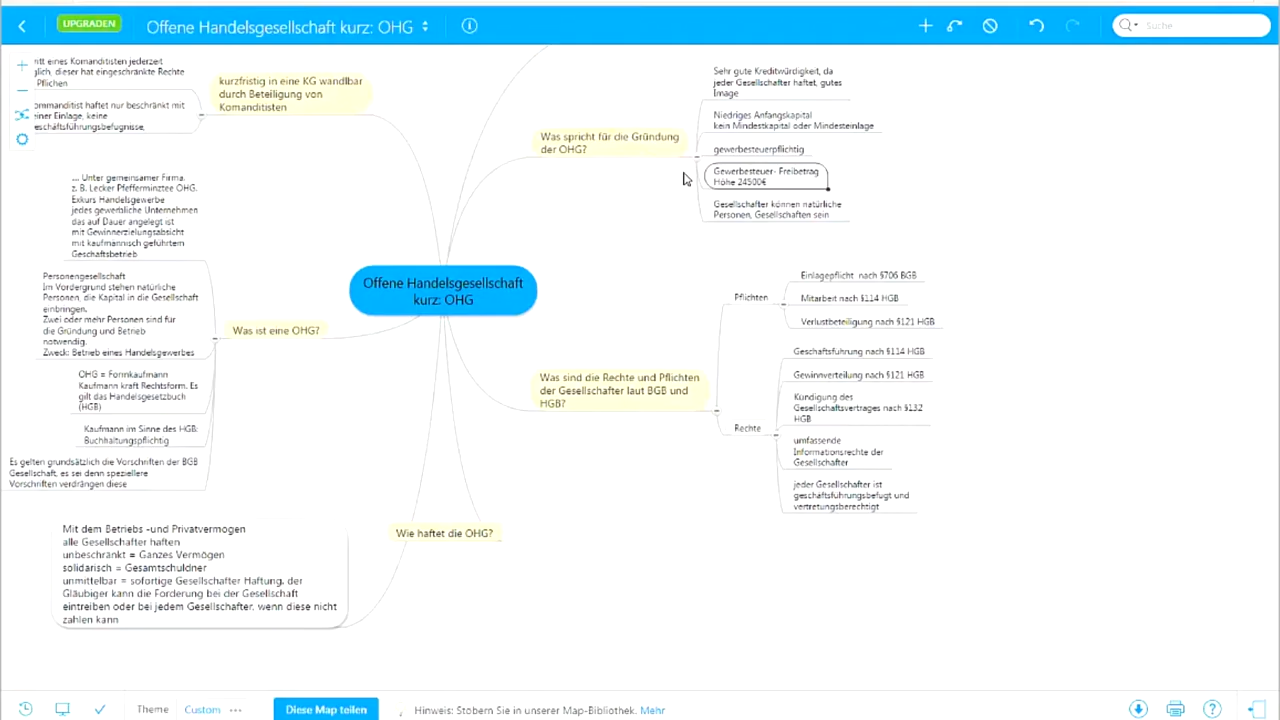 UPGRADEN
Offene Handelsgesellschaft kurz: OHG
Suche
kurzfristig in eine KG wandlbar
durch Beteiligung von
Komanditisten
eines Komanditisten jederzeit
dieser hat eingeschränkte Rechte
Pflichen
haftet nur beschränkt mit
Einlage, keine
... Unter gemeinsamer Firma.
z. B. Lecker Pfefferminztee OHG.
Exkurs Handelsgewerbe
jedes gewerbliche Unternehmen
das auf Dauer angelegt ist
mit Gewinnerzielungsabsicht
mit kaufmännisch geführtem
Geschäftsbetrieb
Personengesellschaft
Im Vordergrund stehen natürliche
Personen, die Kapital in die Gesellschaft
einbringen.
Zwei oder mehr Personen sind für
die Gründung und Betrieb
notwendig.
Zweck: Betrieb eines Handelsgewerbes
OHG = Formkaufmann
Kaufmann kraft Rechtsform. Es
gilt das Handelsgesetzbuch
(HGB)
Kaufmann im Sinne des HGB:
Buchhaltungspflichtig
Es gelten grundsätzlich die Vorschriften der BGB
Gesellschaft, es sei denn speziellere
Vorschriften verdrängen diese
Was ist eine OHG?
Offene Handelsgesellschaft
kurz: OHG
Was spricht für die Gründung
der OHG?
Sehr gute Kreditwürdigkeit, da
jeder Gesellschafter haftet, gutes
Image
Niedriges Anfangskapital
kein Mindestkapital oder Mindesteinlage
gewerbesteuerpflichtig
Gewerbesteuer- Freibetrag
Höhe 24500€
Gesellschafter können natürliche
Personen, Gesellschaften sein
Was sind die Rechte und Pflichten
der Gesellschafter laut BGB und
HGB?
Pflichten
Einlagepflicht nach §706 BGB
Mitarbeit nach §114 HGB
Verlustbeteiligung nach §121 HGB
Rechte
Geschäftsführung nach §114 HGB
Gewinnverteilung nach §121 HGB
Kündigung des
Gesellschaftsvertrages nach §132
HGB
umfassende
Informationsrechte der
Gesellschafter
jeder Gesellschafter ist
geschäftsführungsbefugt und
vertretungsberechtigt
Wie haftet die OHG?
Mit dem Betriebs -und Privatvermögen
alle Gesellschafter haften
unbeschränkt = Ganzes Vermögen
solidarisch = Gesamtschuldner
unmittelbar = sofortige Gesellschafter Haftung, der
Gläubiger kann die Forderung bei der Gesellschaft
eintreiben oder bei jedem Gesellschafter, wenn diese nicht
zahlen kann
Theme
Custom
Diese Map teilen
Hinweis: Stöbern Sie in unserer Map-Bibliothek. Mehr